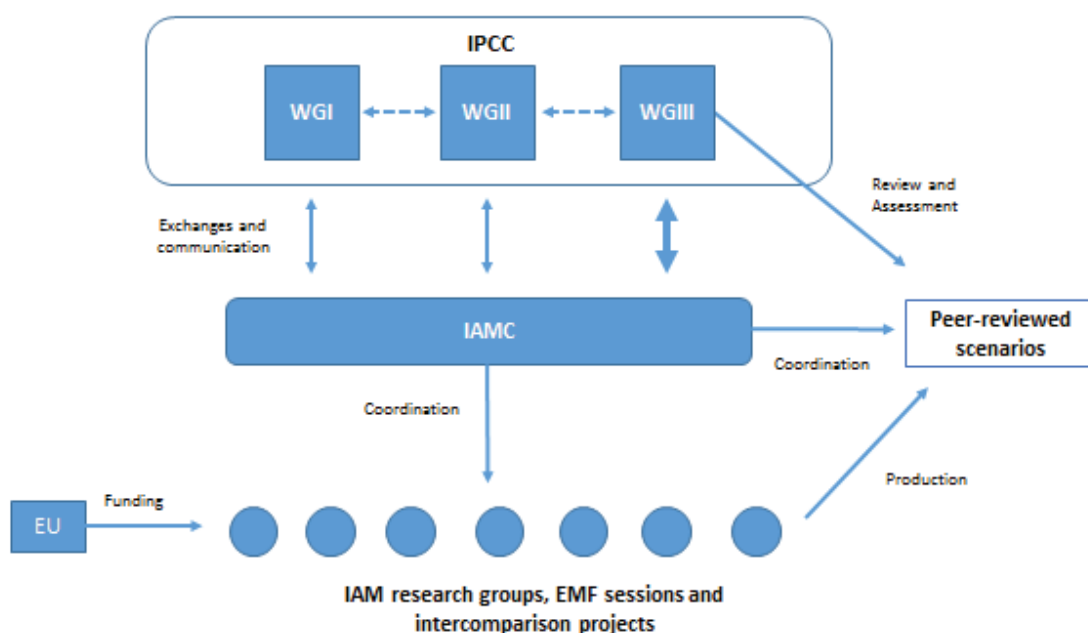 IPCC
WGI
WGII
WGIII
Review and
Assessment
Exchanges and
communication
IAMC
Peer-reviewed
scenarios
Coordination
Coordination
Production
Funding
EU
IAM research groups, EMF sessions and
intercomparison projects